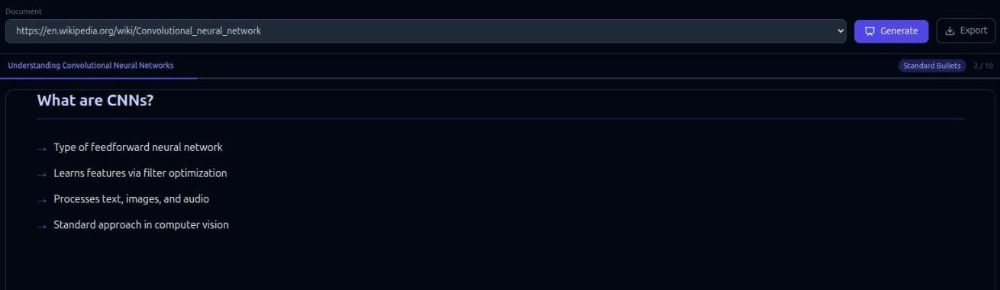 Document
https://en.wikipedia.org/wiki/Convolutional_neural_network
Generate
Export
Understanding Convolutional Neural Networks
Standard Bullets
2 / 10
What are CNNs?
→ Type of feedforward neural network
→ Learns features via filter optimization
→ Processes text, images, and audio
→ Standard approach in computer vision